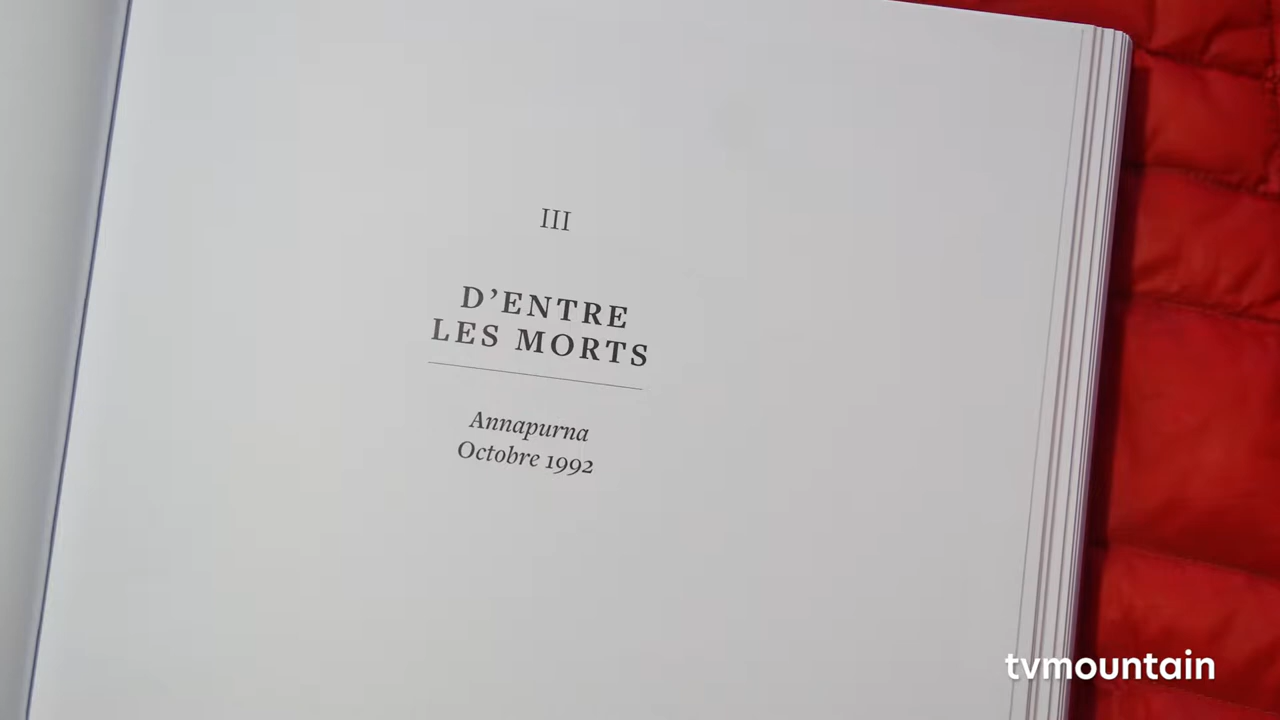 III
D’ENTRE
LES MORTS
Annapurna
Octobre 1992
tvmountain